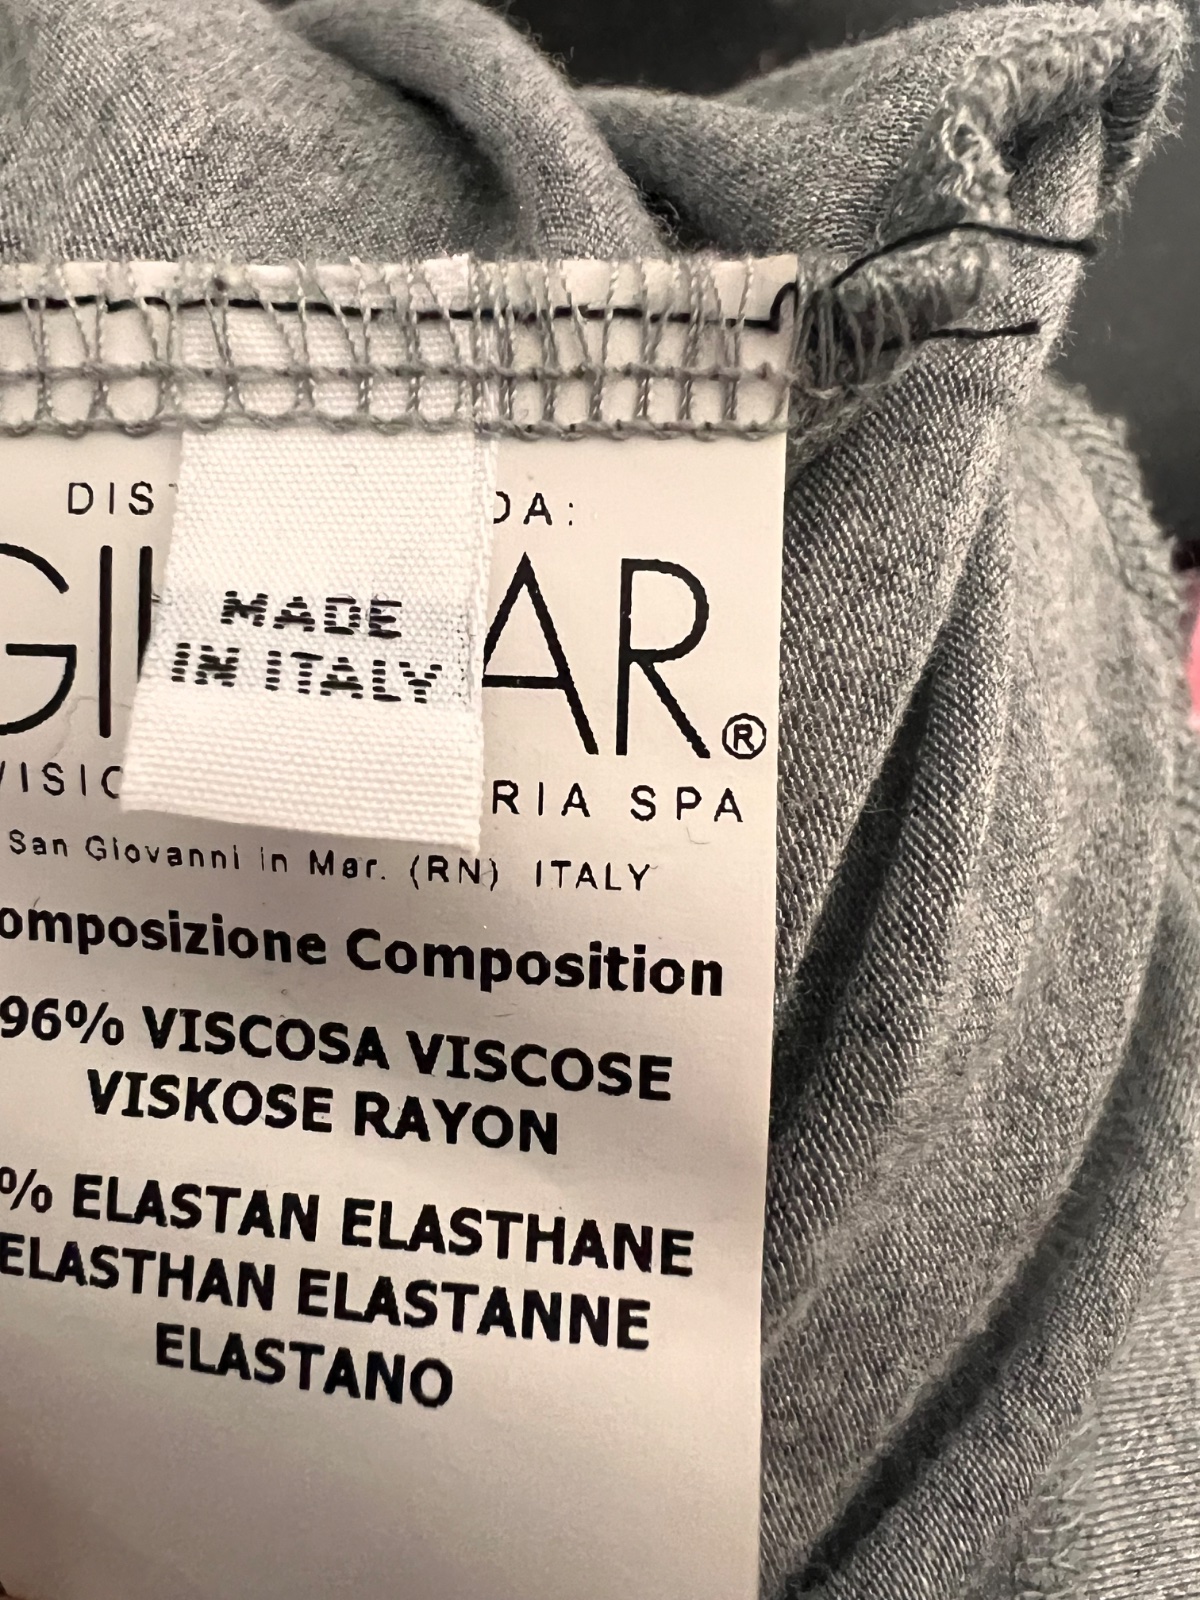 DIS DA:
MADE
IN ITALY
GI AR®
VISIO RIA SPA
San Giovanni in Mar. (RN) ITALY
omposizione Composition
96% VISCOSA VISCOSE
VISKOSE RAYON
% ELASTAN ELASTHANE
ELASTHAN ELASTANNE
ELASTANO